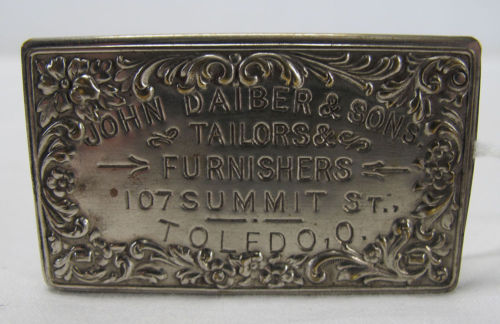 JOHN DAIBER & SONS
TAILORS &
FURNISHERS
107 SUMMIT ST.,
TOLEDO, O.